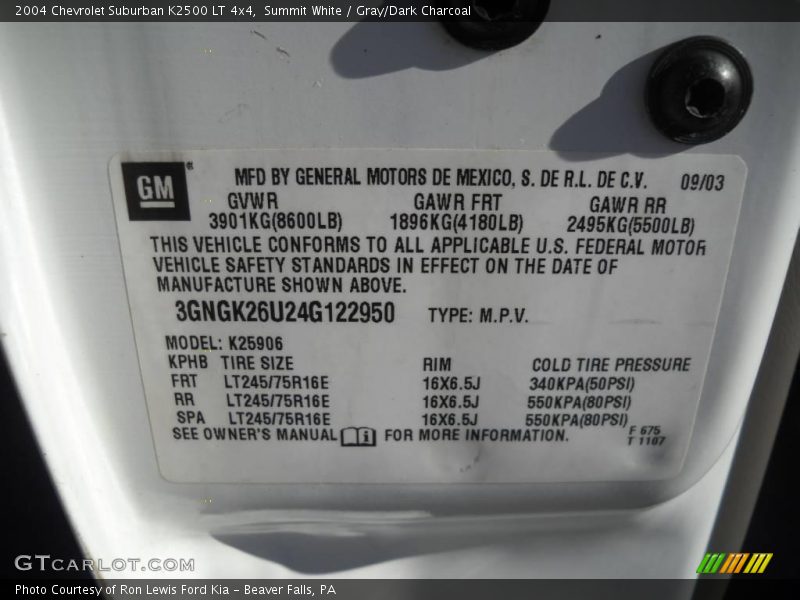 2004 Chevrolet Suburban K2500 LT 4x4,  Summit White / Gray/Dark Charcoal
GM
MFD BY GENERAL MOTORS DE MEXICO, S. DE R.L. DE C.V. 09/03
GVWR GAWR FRT GAWR RR
3901KG(8600LB) 1896KG(4180LB) 2495KG(5500LB)
THIS VEHICLE CONFORMS TO ALL APPLICABLE U.S. FEDERAL MOTOR
VEHICLE SAFETY STANDARDS IN EFFECT ON THE DATE OF
MANUFACTURE SHOWN ABOVE.
3GNGK26U24G122950 TYPE: M.P.V.
MODEL: K25906
KPHB TIRE SIZE RIM COLD TIRE PRESSURE
FRT LT245/75R16E 16X6.5J 340KPA(50PSI)
RR LT245/75R16E 16X6.5J 550KPA(80PSI)
SPA LT245/75R16E 16X6.5J 550KPA(80PSI)
SEE OWNER'S MANUAL i FOR MORE INFORMATION.
F 675
T 1107
GTCARLOT.COM
Photo Courtesy of Ron Lewis Ford Kia - Beaver Falls, PA